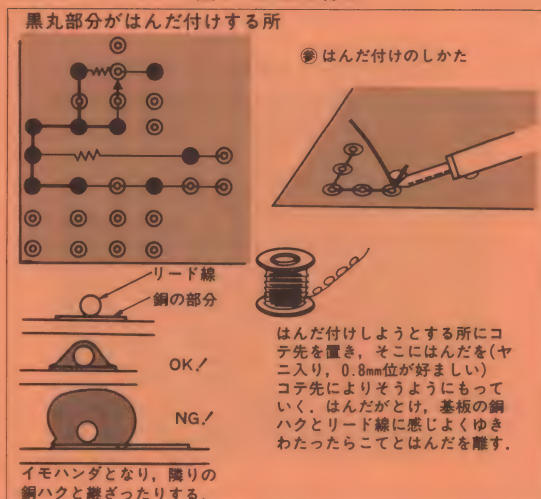 黒丸部分がはんだ付けする所
参 はんだ付けのしかた
リード線
銅の部分
OK!
NG!
イモハンダとなり，隣りの
銅ハクと継ざったりする．
はんだ付けしようとする所にコ
テ先を置き，そこにはんだを(ヤ
ニ入り，0.8mm位が好ましい)
コテ先によりそうようにもって
いく．はんだがとけ，基板の銅
ハクとリード線に感じよくゆき
わたったらこてとはんだを離す．